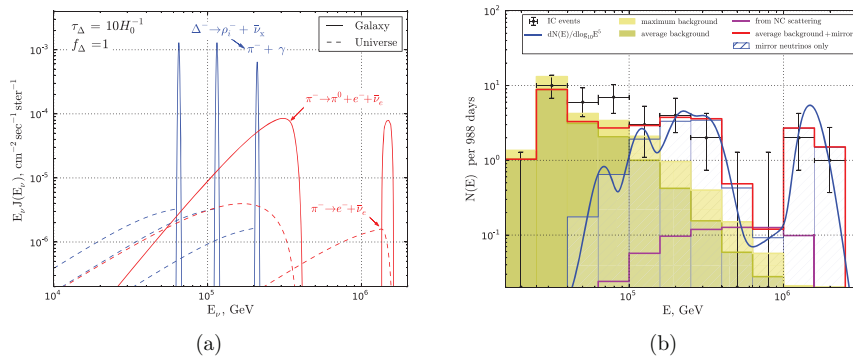 τ_Δ = 10H_0^{-1}
f_Δ = 1
Δ^- → ρ_i^- + ν̄_x
π^- + γ
Galaxy
Universe
π^- → π^0 + e^- + ν̄_e
π^- → e^- + ν̄_e
E_ν J(E_ν), cm^{-2} sec^{-1} ster^{-1}
10^{-3}
10^{-4}
10^{-5}
10^{-6}
10^4
10^5
10^6
E_ν, GeV
(a)
IC events
dN(E)/dlog_{10}E^5
maximum background
average background
from NC scattering
average background+mirror
mirror neutrinos only
N(E) per 988 days
10^2
10^1
10^0
10^{-1}
10^5
10^6
E, GeV
(b)